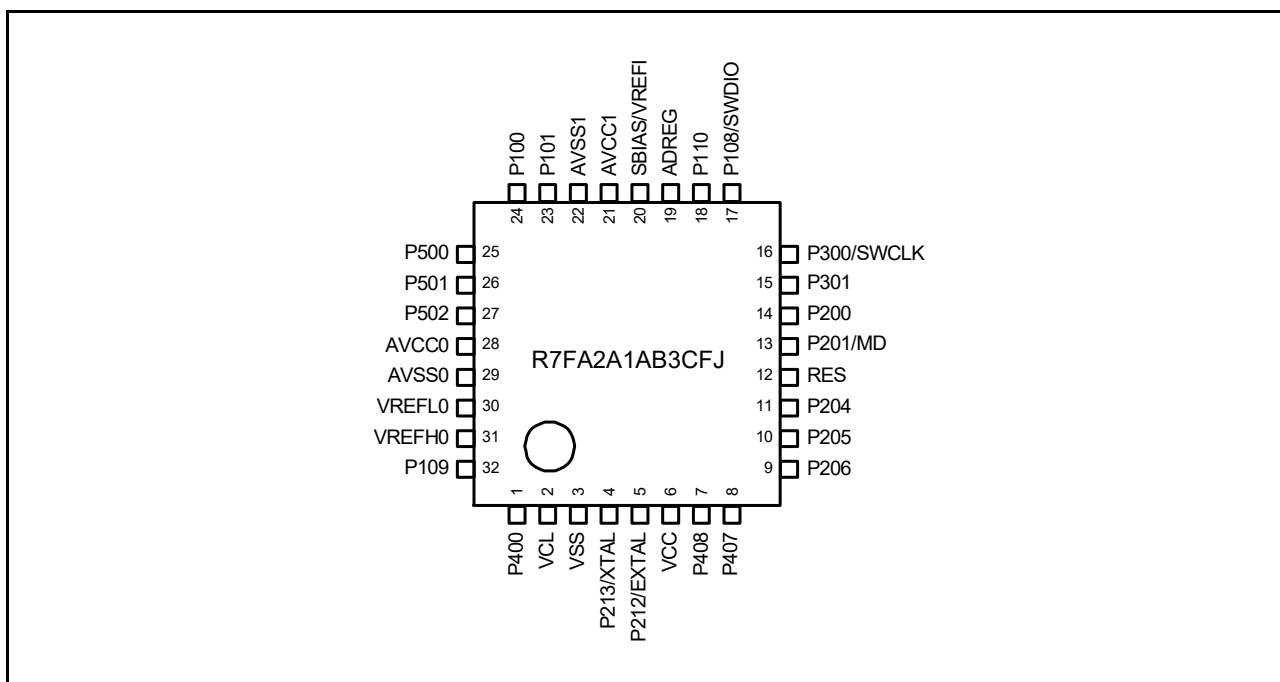 P100
P101
AVSS1
AVCC1
SBIAS/VREFI
ADREG
P110
P108/SWDIO
24
23
22
21
20
19
18
17
P500 25
P501 26
P502 27
AVCC0 28
AVSS0 29
VREFL0 30
VREFH0 31
P109 32
R7FA2A1AB3CFJ
16 P300/SWCLK
15 P301
14 P200
13 P201/MD
12 RES
11 P204
10 P205
9 P206
1
2
3
4
5
6
7
8
P400
VCL
VSS
P213/XTAL
P212/EXTAL
VCC
P408
P407